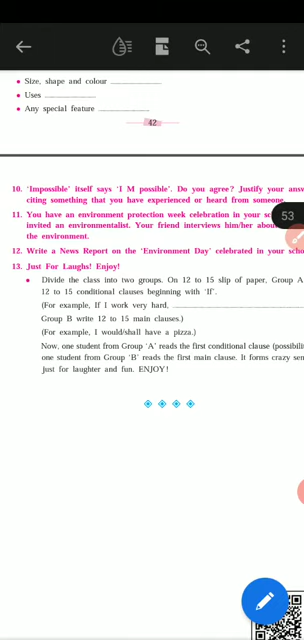 • Size, shape and colour ........................
• Uses ........................
• Any special feature ........................
42
10. 'Impossible' itself says 'I M possible'. Do you agree? Justify your
citing something that you have experienced or heard from someone.
11. You have an environment protection week celebration in your
53
invited an environmentalist. Your friend interviews him/her
the environment.
12. Write a News Report on the 'Environment Day' celebrated in your
13. Just For Laughs! Enjoy!
• Divide the class into two groups. On 12 to 15 slip of paper, Group A
12 to 15 conditional clauses beginning with 'If'.
(For example, If I work very hard, ........................
Group B write 12 to 15 main clauses.)
(For example, I would/shall have a pizza.)
Now, one student from Group 'A' reads the first conditional clause
one student from Group 'B' reads the first main clause. It forms crazy
just for laughter and fun. ENJOY!